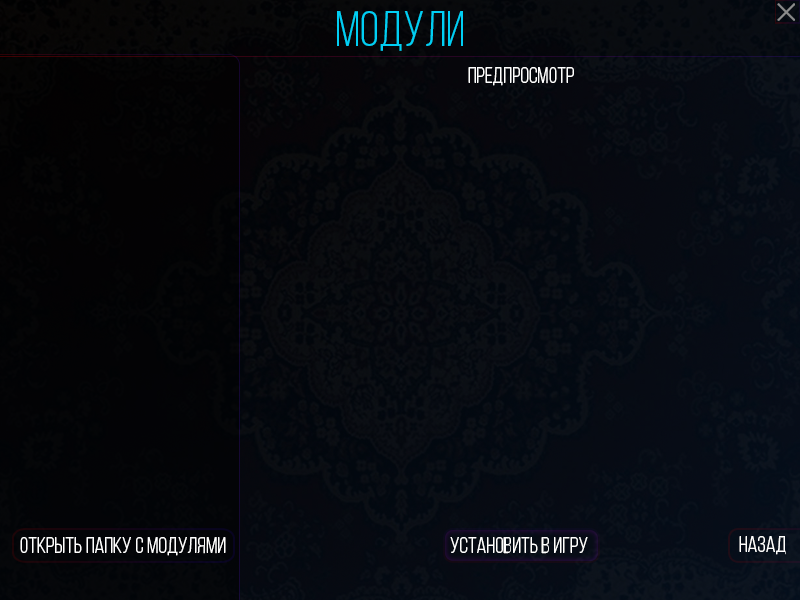 МОДУЛИ
ПРЕДПРОСМОТР
ОТКРЫТЬ ПАПКУ С МОДУЛЯМИ
УСТАНОВИТЬ В ИГРУ
НАЗАД